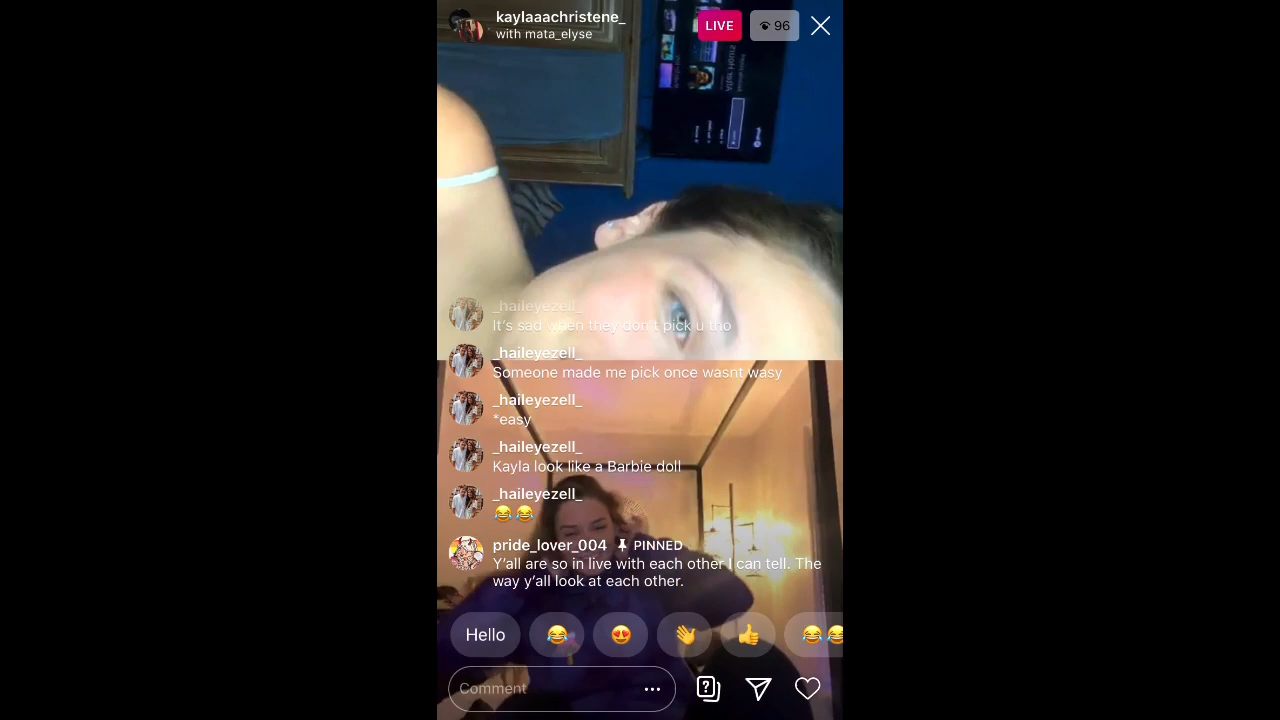 kaylaaachristene_
with mata_elyse
LIVE
96
_haileyezell_
It's sad when they don't pick u tho
_haileyezell_
Someone made me pick once wasnt wasy
_haileyezell_
*easy
_haileyezell_
Kayla look like a Barbie doll
_haileyezell_
😂😂
pride_lover_004 PINNED
Y'all are so in live with each other I can tell. The
way y'all look at each other.
Hello 😂 😍 👋 👍 😂😂
Comment